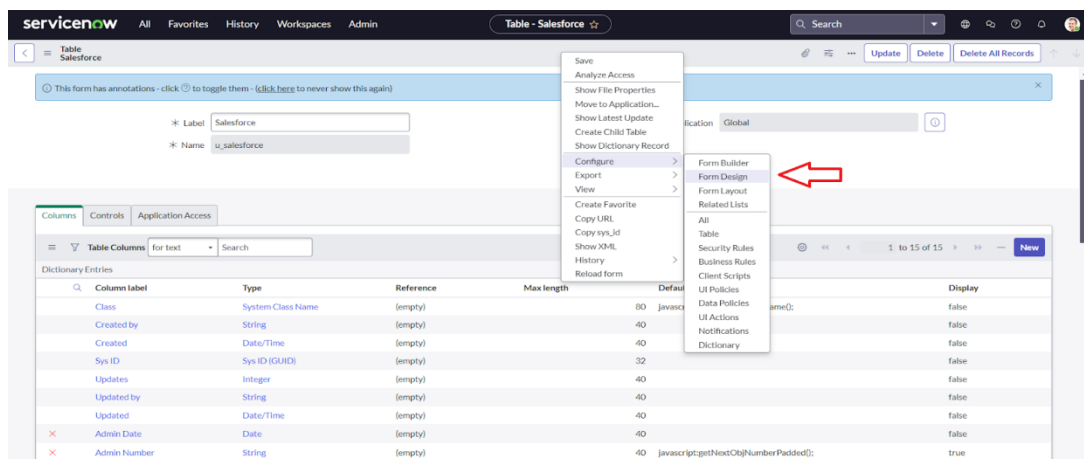 servicenow All Favorites History Workspaces Admin Table - Salesforce Search
Table
Salesforce
Update Delete Delete All Records
This form has annotations - click ? to toggle them - (click here to never show this again)
* Label Salesforce
Application Global
* Name u_salesforce
Save
Analyze Access
Show File Properties
Move to Application...
Show Latest Update
Create Child Table
Show Dictionary Record
Configure
Export
View
Create Favorite
Copy URL
Copy sys_id
Show XML
History
Reload form
Form Builder
Form Design
Form Layout
Related Lists
All
Table
Security Rules
Business Rules
Client Scripts
UI Policies
Data Policies
UI Actions
Notifications
Dictionary
Columns Controls Application Access
Table Columns for text Search 1 to 15 of 15 New
Dictionary Entries
Column label Type Reference Max length Display
Class System Class Name (empty) 80 false
Created by String (empty) 40 false
Created Date/Time (empty) 40 false
Sys ID Sys ID (GUID) (empty) 32 false
Updates Integer (empty) 40 false
Updated by String (empty) 40 false
Updated Date/Time (empty) 40 false
Admin Date Date (empty) 40 false
Admin Number String (empty) 40 javascript:getNextObjNumberPadded(); true